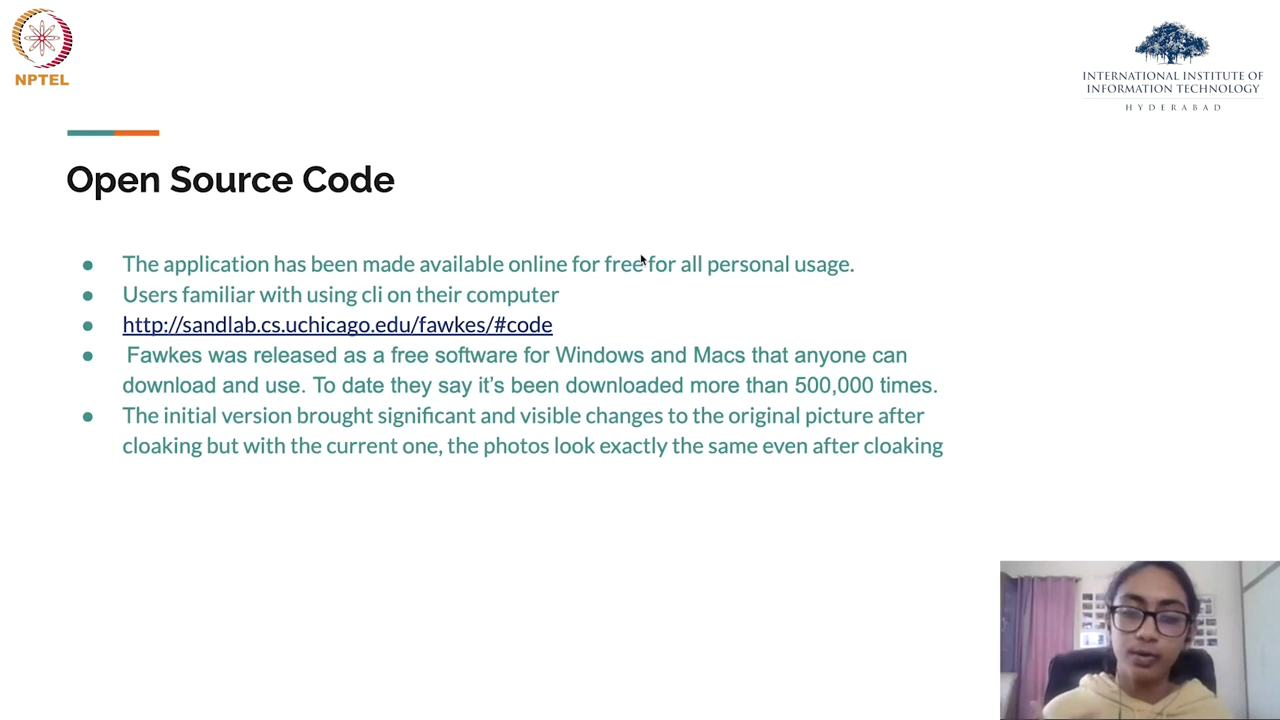 NPTEL
INTERNATIONAL INSTITUTE OF
INFORMATION TECHNOLOGY
HYDERABAD
Open Source Code
● The application has been made available online for free for all personal usage.
● Users familiar with using cli on their computer
● http://sandlab.cs.uchicago.edu/fawkes/#code
● Fawkes was released as a free software for Windows and Macs that anyone can
download and use. To date they say it's been downloaded more than 500,000 times.
● The initial version brought significant and visible changes to the original picture after
cloaking but with the current one, the photos look exactly the same even after cloaking